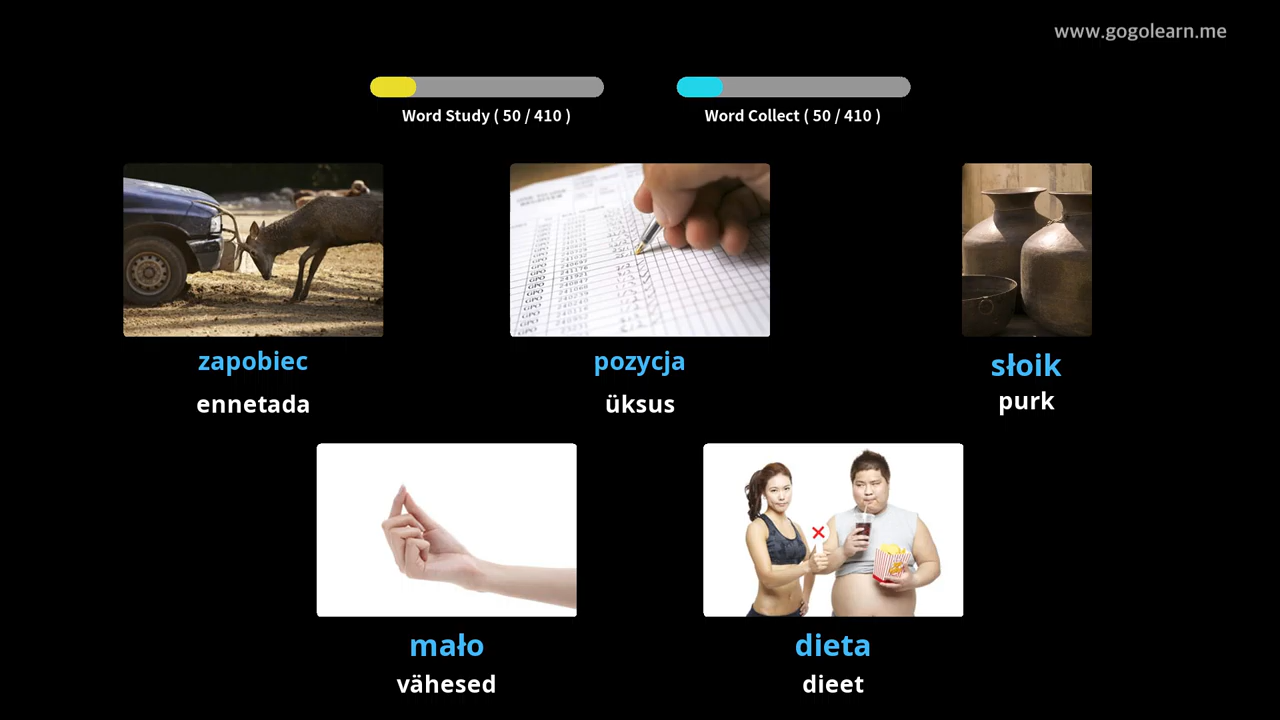 www.gogolearn.me
Word Study ( 50 / 410 )
Word Collect ( 50 / 410 )
zapobiec
ennetada
pozycja
üksus
słoik
purk
mało
vähesed
dieta
dieet